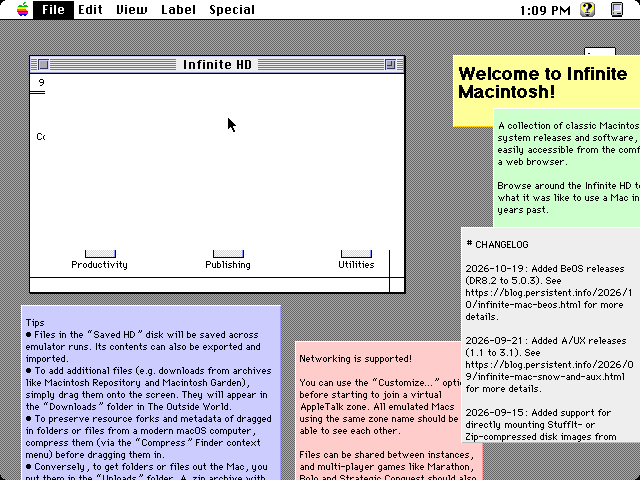 File Edit View Label Special 1:09 PM
Infinite HD
9
Productivity Publishing Utilities
Welcome to Infinite
Macintosh!
A collection of classic Macintos
system releases and software,
easily accessible from the comf
a web browser.
Browse around the Infinite HD to
what it was like to use a Mac in
years past.
# CHANGELOG
2026-10-19: Added BeOS releases
(DR8.2 to 5.0.3). See
https://blog.persistent.info/2026/1
0/infinite-mac-beos.html for more
details.
2026-09-21: Added A/UX releases
(1.1 to 3.1). See
https://blog.persistent.info/2026/0
9/infinite-mac-snow-and-aux.html
for more details.
2026-09-15: Added support for
directly mounting StuffIt- or
Zip-compressed disk images from
Tips
● Files in the “Saved HD” disk will be saved across
emulator runs. Its contents can also be exported and
imported.
● To add additional files (e.g. downloads from archives
like Macintosh Repository and Macintosh Garden),
simply drag them onto the screen. They will appear
in the “Downloads” folder in The Outside World.
● To preserve resource forks and metadata of dragged
in folders or files from a modern macOS computer,
compress them (via the “Compress” Finder context
menu) before dragging them in.
● Conversely, to get folders or files out the Mac, you
put them in the “Uploads” folder. A .zip archive with
Networking is supported!
You can use the “Customize...” optio
before starting to join a virtual
AppleTalk zone. All emulated Macs
using the same zone name should be
able to see each other.
Files can be shared between instances,
and multi-player games like Marathon,
Bolo and Strategic Conquest should also